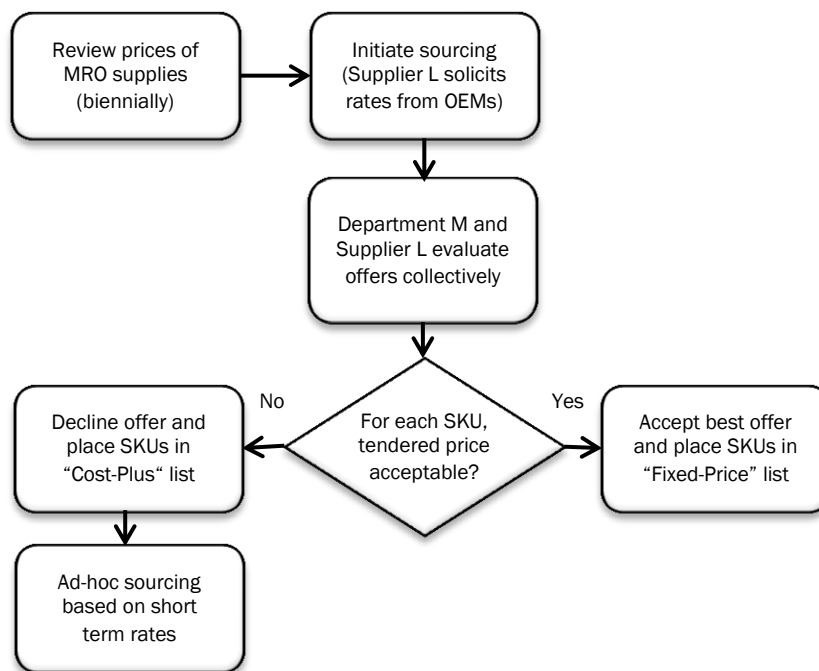 Review prices of
MRO supplies
(biennially)
Initiate sourcing
(Supplier L solicits
rates from OEMs)
Department M and
Supplier L evaluate
offers collectively
No
For each SKU,
tendered price
acceptable?
Yes
Decline offer and
place SKUs in
“Cost-Plus“ list
Accept best offer
and place SKUs in
“Fixed-Price” list
Ad-hoc sourcing
based on short
term rates